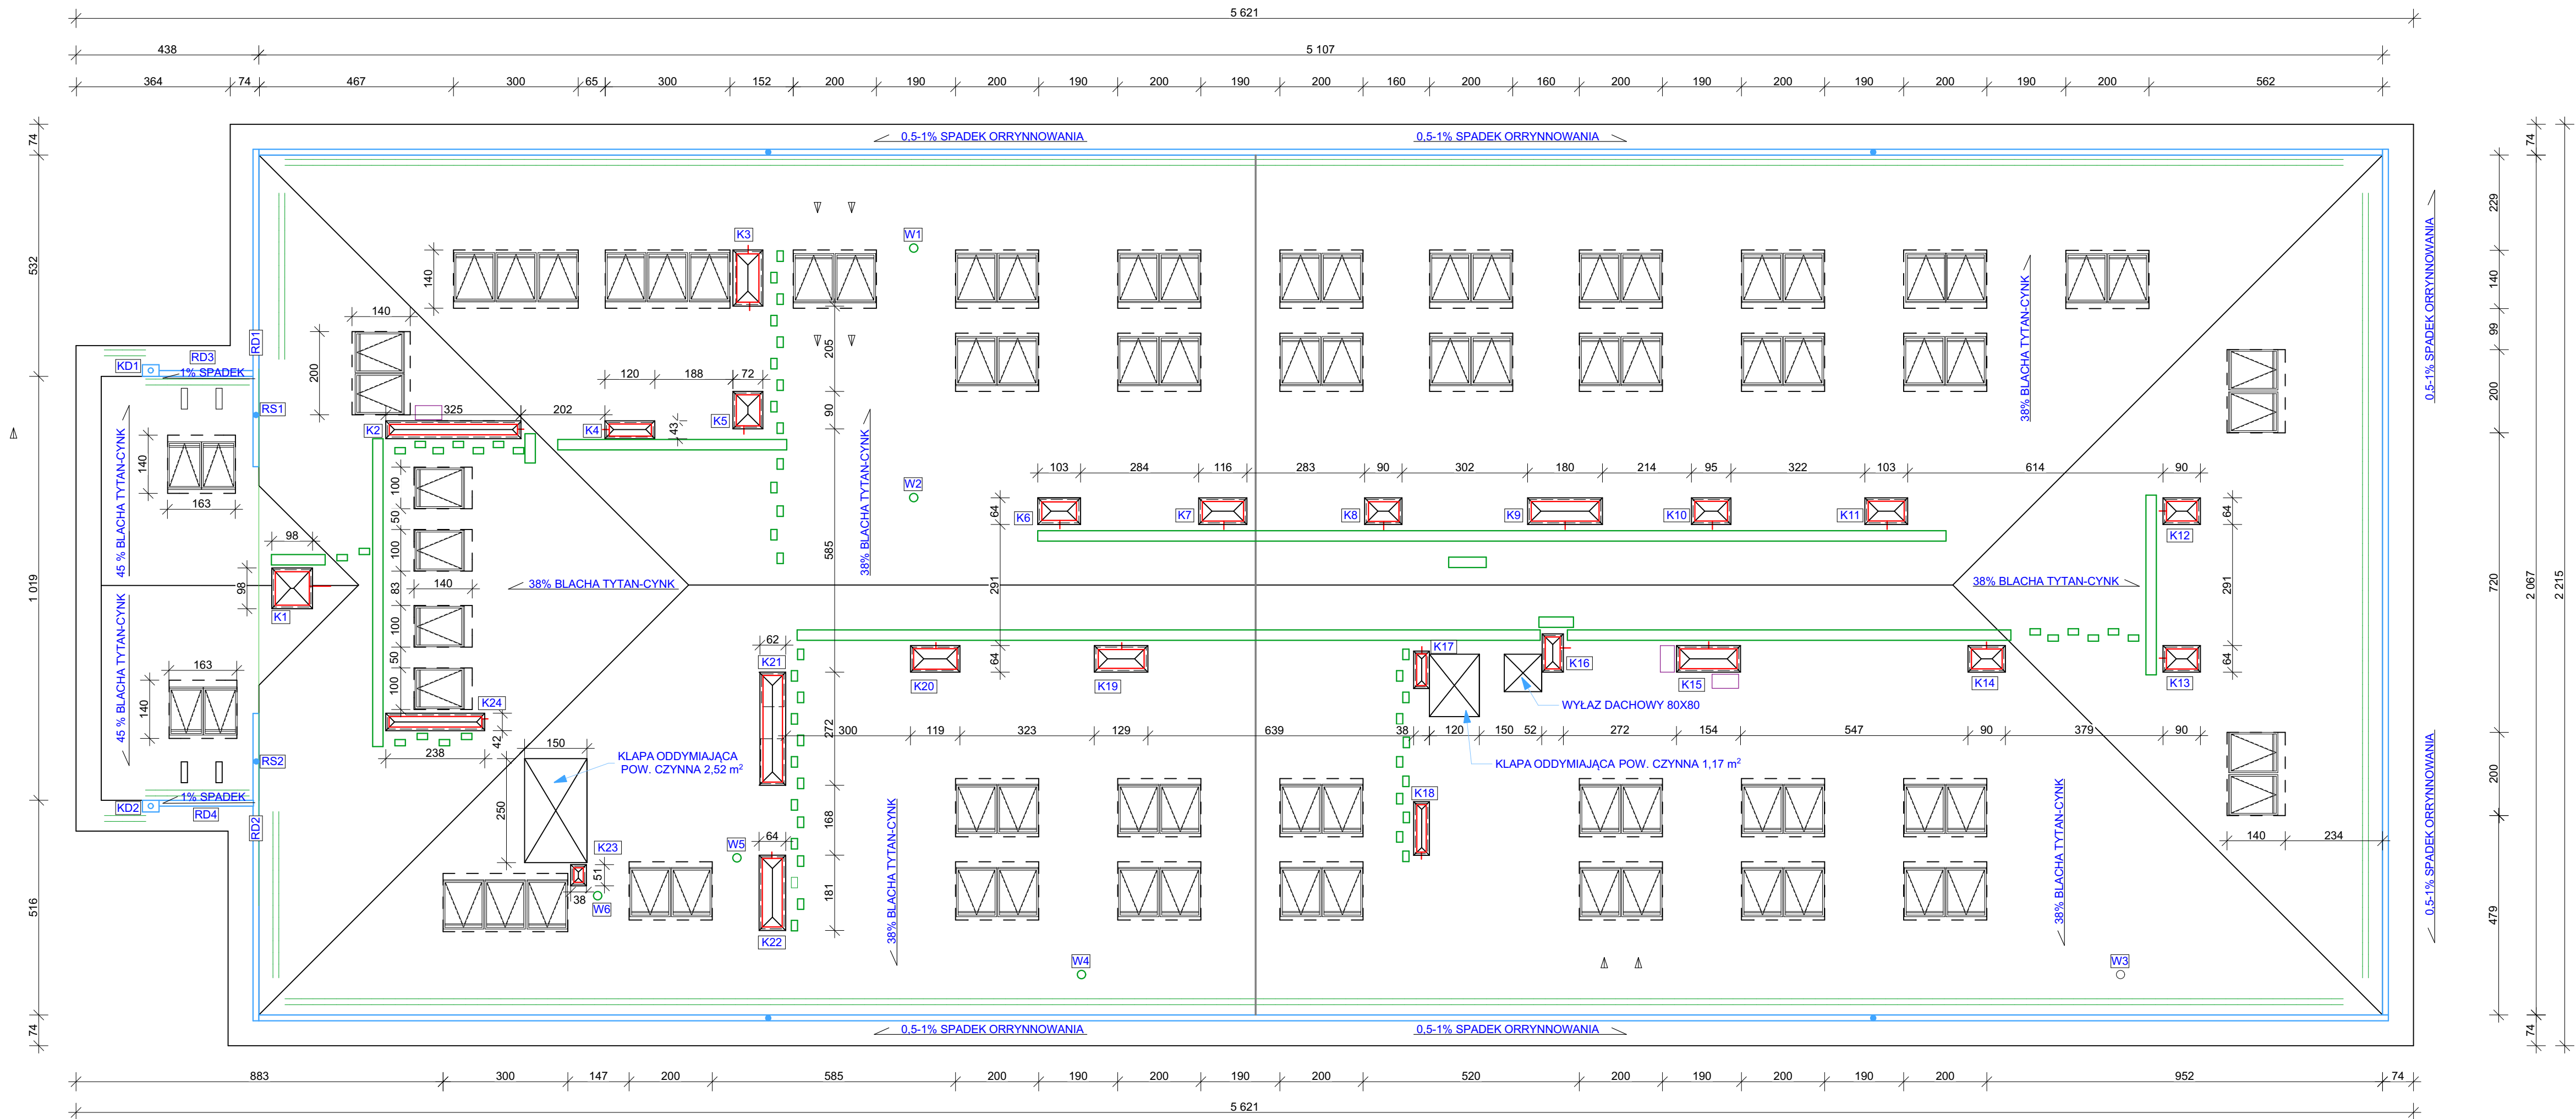 5 621
438
5 107
364
74
467
300
65
300
152
200
190
200
190
200
190
200
160
200
160
200
190
200
190
200
190
200
562
0,5-1% SPADEK ORRYNNOWANIA
0,5-1% SPADEK ORRYNNOWANIA
74
532
1 019
516
74
74
229
140
99
200
720
200
479
2 067
74
2 215
0,5-1% SPADEK ORRYNNOWANIA
0,5-1% SPADEK ORRYNNOWANIA
K3
W1
140
140
200
RD1
RD3
KD1
1% SPADEK
RS1
205
120
188
72
325
202
K2
K4
43
K5
90
38% BLACHA TYTAN-CYNK
38% BLACHA TYTAN-CYNK
45 % BLACHA TYTAN-CYNK
140
163
W2
103
284
116
283
90
302
180
214
95
322
103
614
90
64
K6
K7
K8
K9
K10
K11
K12
64
100
50
100
83
140
100
50
100
98
98
K1
585
291
291
38% BLACHA TYTAN-CYNK
38% BLACHA TYTAN-CYNK
45 % BLACHA TYTAN-CYNK
163
140
62
K21
K20
64
K19
K17
K16
K15
K14
K13
64
WYŁAZ DACHOWY 80X80
K24
42
238
150
KLAPA ODDYMIAJĄCA
POW. CZYNNA 2,52 m²
272
300
119
323
129
639
38
120
150
52
272
154
547
90
379
90
KLAPA ODDYMIAJĄCA POW. CZYNNA 1,17 m²
RS2
1% SPADEK
KD2
RD4
RD2
250
K18
168
64
W5
K23
51
38
W6
181
K22
38% BLACHA TYTAN-CYNK
38% BLACHA TYTAN-CYNK
140
234
W4
W3
0,5-1% SPADEK ORRYNNOWANIA
0,5-1% SPADEK ORRYNNOWANIA
883
300
147
200
585
200
190
200
190
200
520
200
190
200
190
200
952
74
5 621